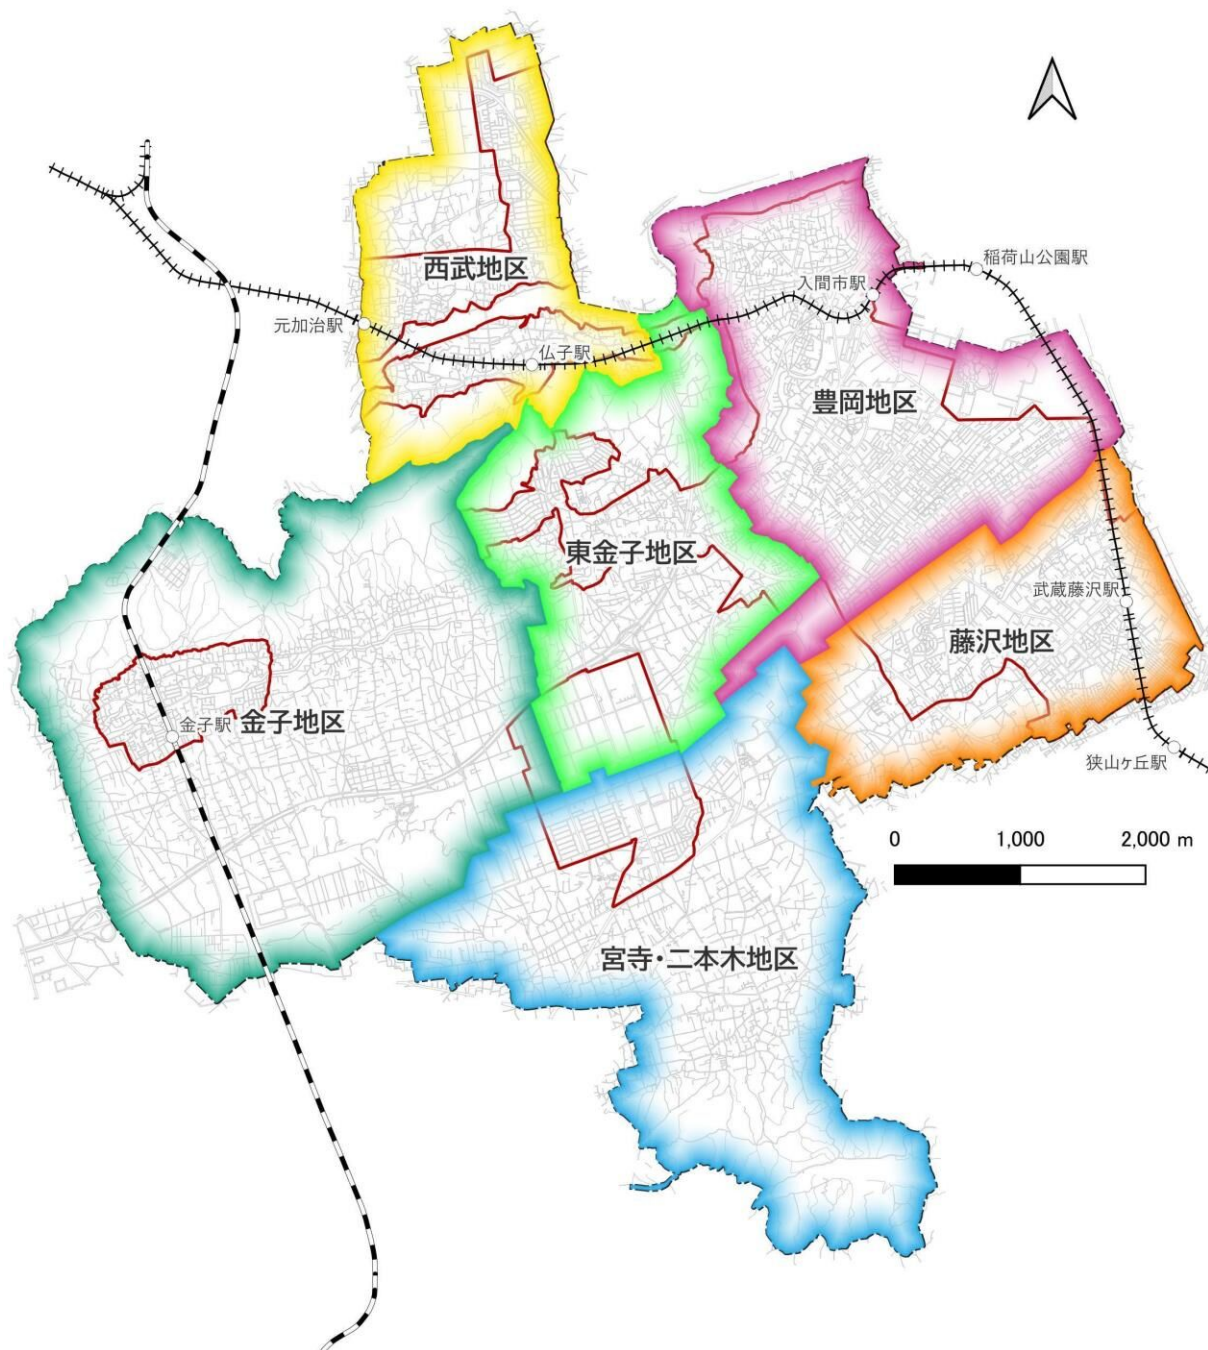 稲荷山公園駅
西武地区
入間市駅
元加治駅
仏子駅
豊岡地区
東金子地区
武蔵藤沢駅
藤沢地区
金子駅
金子地区
狭山ヶ丘駅
0 1,000 2,000 m
宮寺・二本木地区